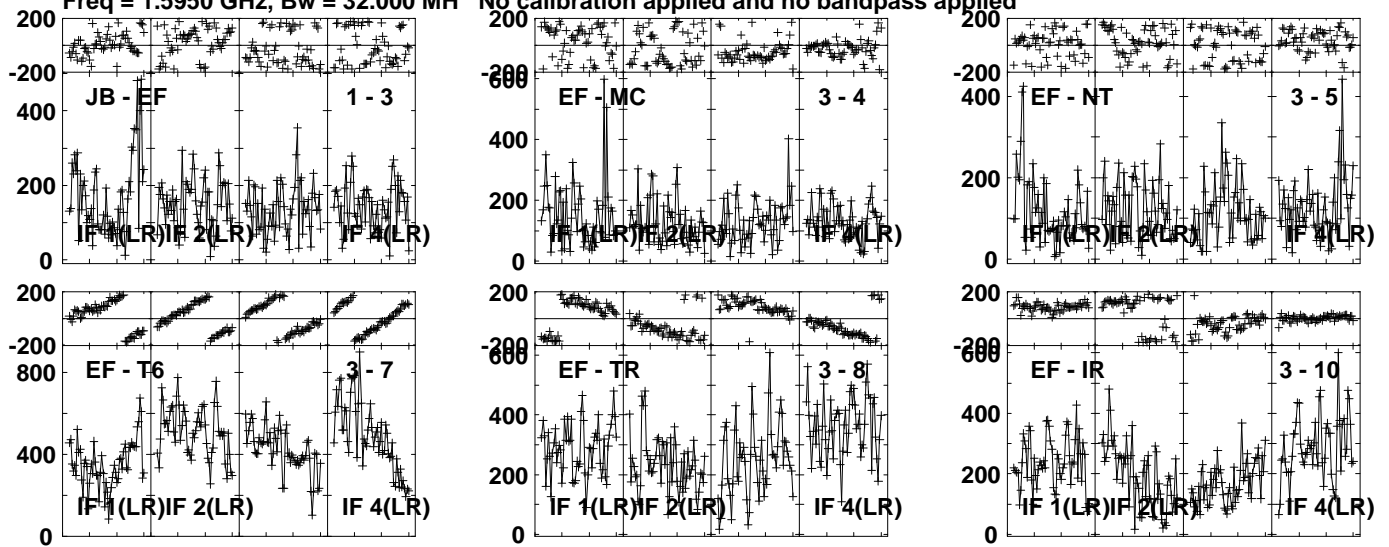 Freq = 1.5950 GHz, Bw = 32.000 MH No calibration applied and no bandpass applied
200
-200
JB - EF 1 - 3
400
200
0
IF 1(LR) IF 2(LR) IF 4(LR)
200
-200
600
EF - MC 3 - 4
400
200
0
IF 1(LR) IF 2(LR) IF 4(LR)
200
-200
EF - NT 3 - 5
400
200
0
IF 1(LR) IF 2(LR) IF 4(LR)
200
-200
EF - T6 3 - 7
800
400
0
IF 1(LR) IF 2(LR) IF 4(LR)
200
-200
600
EF - TR 3 - 8
400
200
0
IF 1(LR) IF 2(LR) IF 4(LR)
200
-200
600
EF - IR 3 - 10
400
200
0
IF 1(LR) IF 2(LR) IF 4(LR)